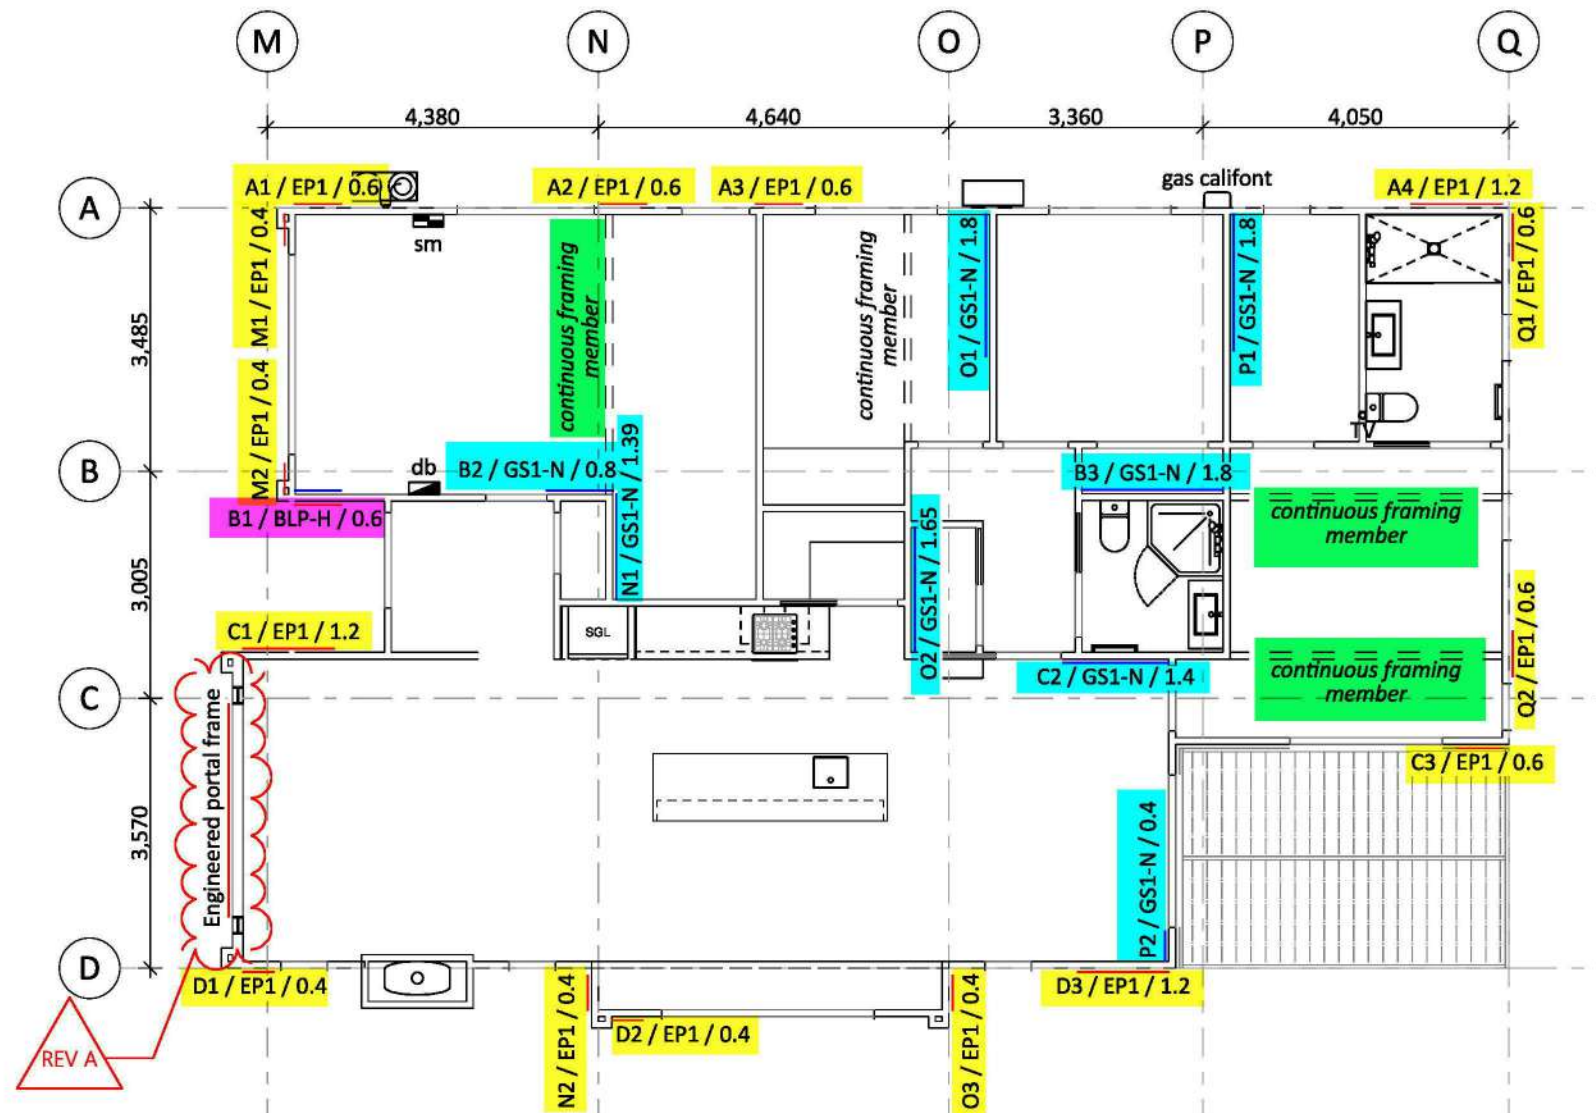 M
N
O
P
Q
4,380
4,640
3,360
4,050
A1 / EP1 / 0.6
A2 / EP1 / 0.6
A3 / EP1 / 0.6
gas califont
A4 / EP1 / 1.2
A
sm
M1 / EP1 / 0.4
continuous framing
member
continuous framing
member
O1 / GS1-N / 1.8
P1 / GS1-N / 1.8
Q1 / EP1 / 0.6
3,485
M2 / EP1 / 0.4
TV
B
db
B2 / GS1-N / 0.8
N1 / GS1-N / 1.39
B3 / GS1-N / 1.8
B1 / BLP-H / 0.6
continuous framing
member
O2 / GS1-N / 1.65
3,005
C1 / EP1 / 1.2
SGL
Q2 / EP1 / 0.6
continuous framing
member
C2 / GS1-N / 1.4
C
Engineered portal frame
C3 / EP1 / 0.6
3,570
P2 / GS1-N / 0.4
D
D1 / EP1 / 0.4
N2 / EP1 / 0.4
D2 / EP1 / 0.4
O3 / EP1 / 0.4
D3 / EP1 / 1.2
REV A